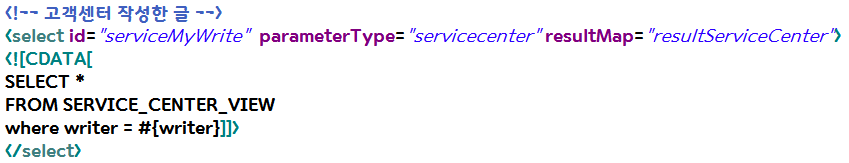 <!-- 고객센터 작성한 글 -->
<select id="serviceMyWrite"  parameterType="servicecenter" resultMap="resultServiceCenter">
<![CDATA[
SELECT *
FROM SERVICE_CENTER_VIEW
where writer = #{writer}]]>
</select>